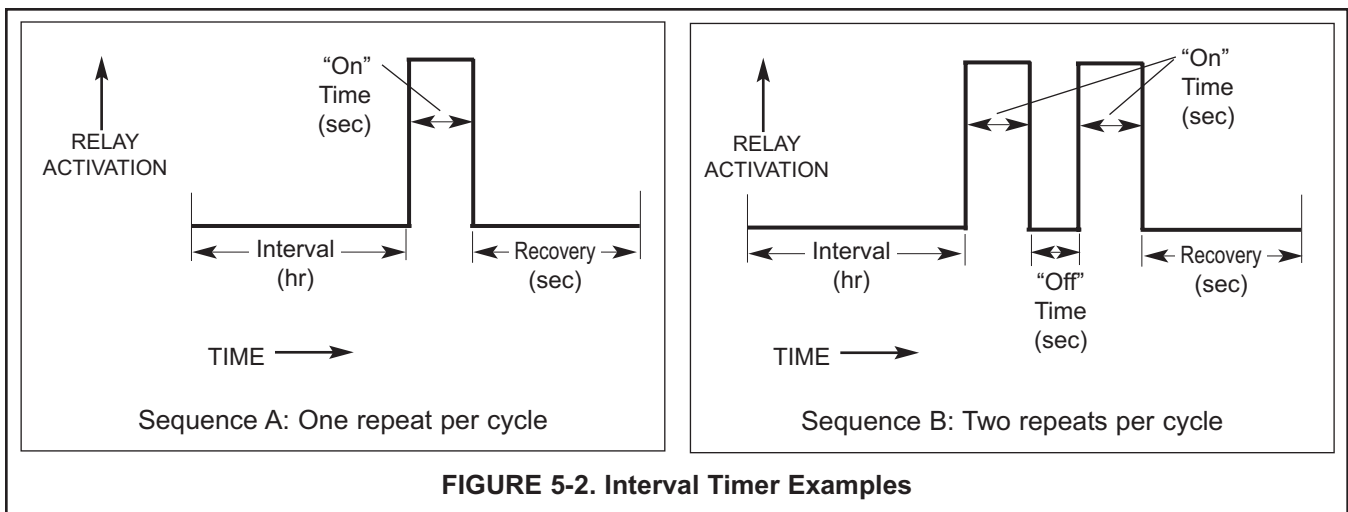 “On”
Time
(sec)
RELAY
ACTIVATION
Interval
(hr)
Recovery
(sec)
TIME
Sequence A: One repeat per cycle
“On”
Time
(sec)
RELAY
ACTIVATION
Interval
(hr)
“Off”
Time
(sec)
Recovery
(sec)
TIME
Sequence B: Two repeats per cycle
FIGURE 5-2. Interval Timer Examples